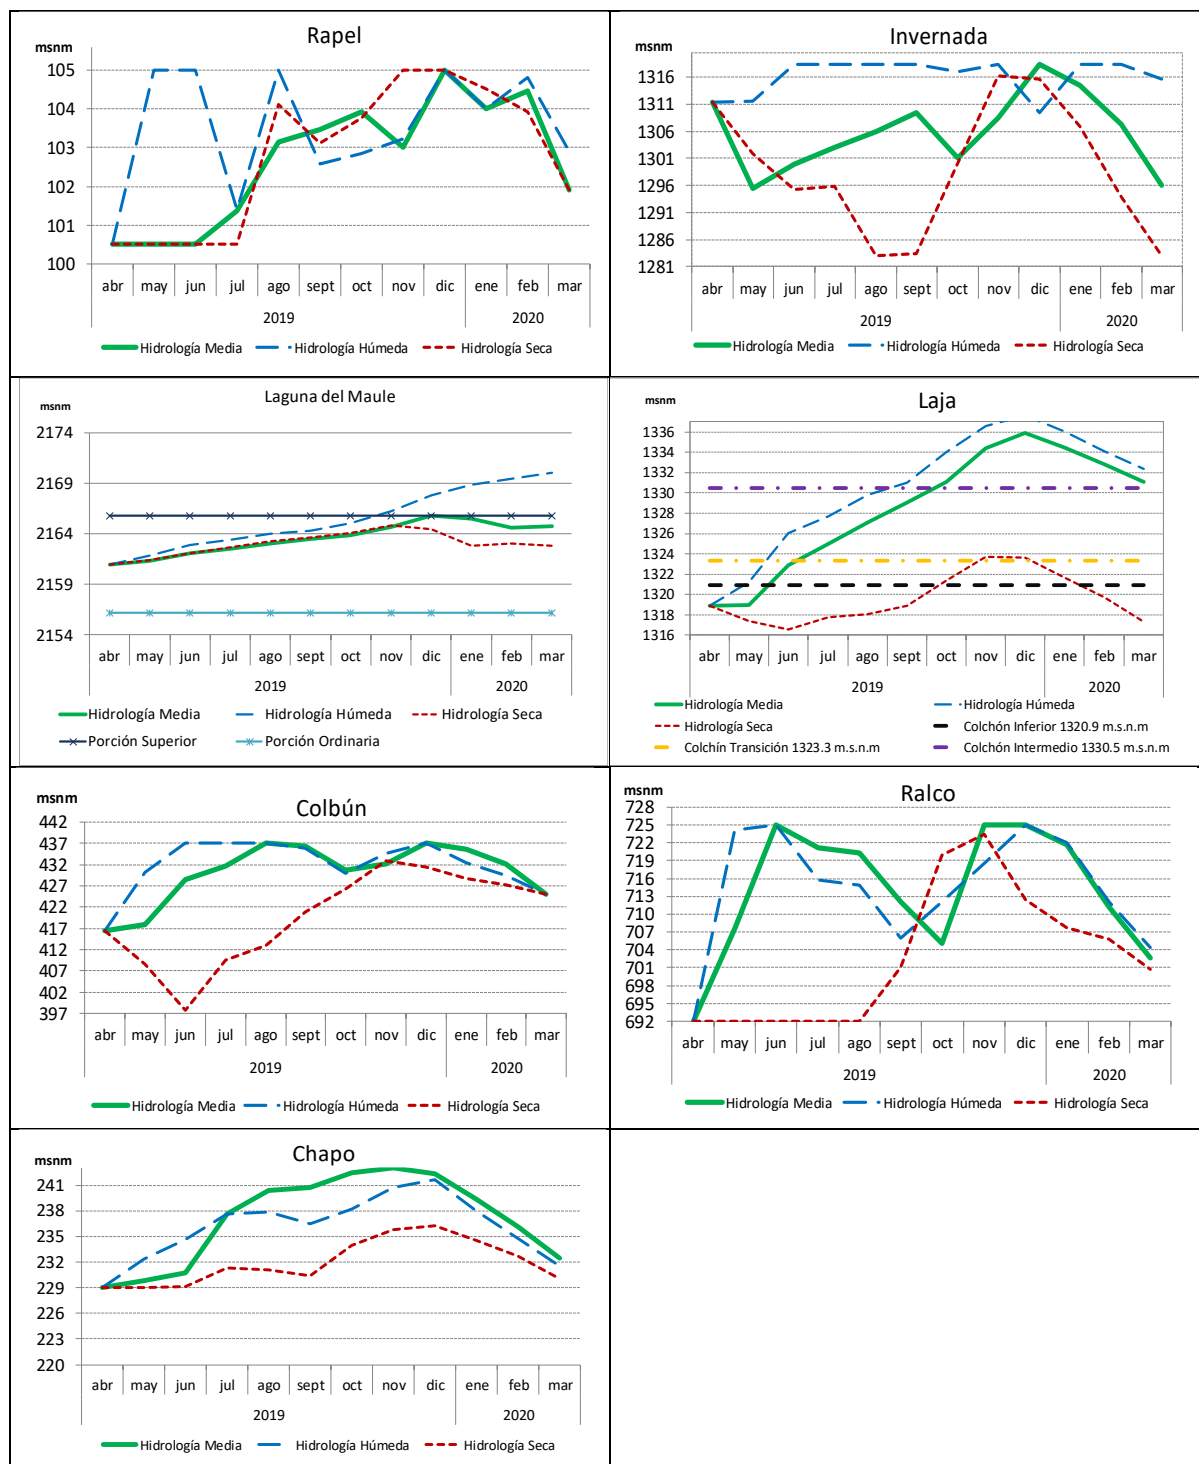 Rapel
msnm
105
104
103
102
101
100
abr may jun jul ago sept oct nov dic ene feb mar
2019 2020
Hidrología Media Hidrología Húmeda Hidrología Seca
Invernada
msnm
1316
1311
1306
1301
1296
1291
1286
1281
abr may jun jul ago sept oct nov dic ene feb mar
2019 2020
Hidrología Media Hidrología Húmeda Hidrología Seca
Laguna del Maule
msnm
2174
2169
2164
2159
2154
abr may jun jul ago sept oct nov dic ene feb mar
2019 2020
Hidrología Media Hidrología Húmeda Hidrología Seca
Porción Superior Porción Ordinaria
Laja
msnm
1336
1334
1332
1330
1328
1326
1324
1322
1320
1318
1316
abr may jun jul ago sept oct nov dic ene feb mar
2019 2020
Hidrología Media Hidrología Húmeda
Hidrología Seca Colchón Inferior 1320.9 m.s.n.m
Colchín Transición 1323.3 m.s.n.m Colchón Intermedio 1330.5 m.s.n.m
Colbún
msnm
442
437
432
427
422
417
412
407
402
397
abr may jun jul ago sept oct nov dic ene feb mar
2019 2020
Hidrología Media Hidrología Húmeda Hidrología Seca
Ralco
msnm
728
725
722
719
716
713
710
707
704
701
698
695
692
abr may jun jul ago sept oct nov dic ene feb mar
2019 2020
Hidrología Media Hidrología Húmeda Hidrología Seca
Chapo
msnm
241
238
235
232
229
226
223
220
abr may jun jul ago sept oct nov dic ene feb mar
2019 2020
Hidrología Media Hidrología Húmeda Hidrología Seca